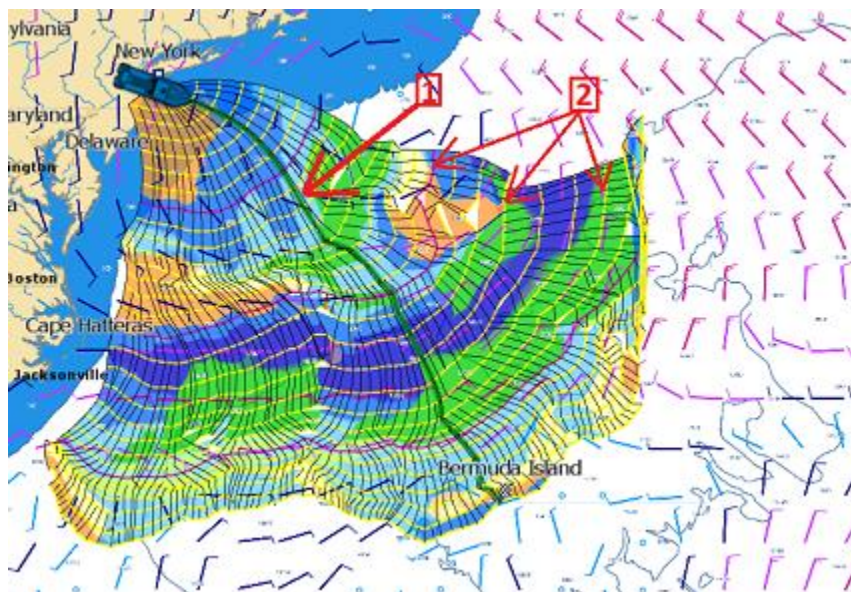 ylvania
New York
1
2
aryland
Delaware
ington
a
Boston
Cape Hatteras
Jacksonville
Bermuda Island